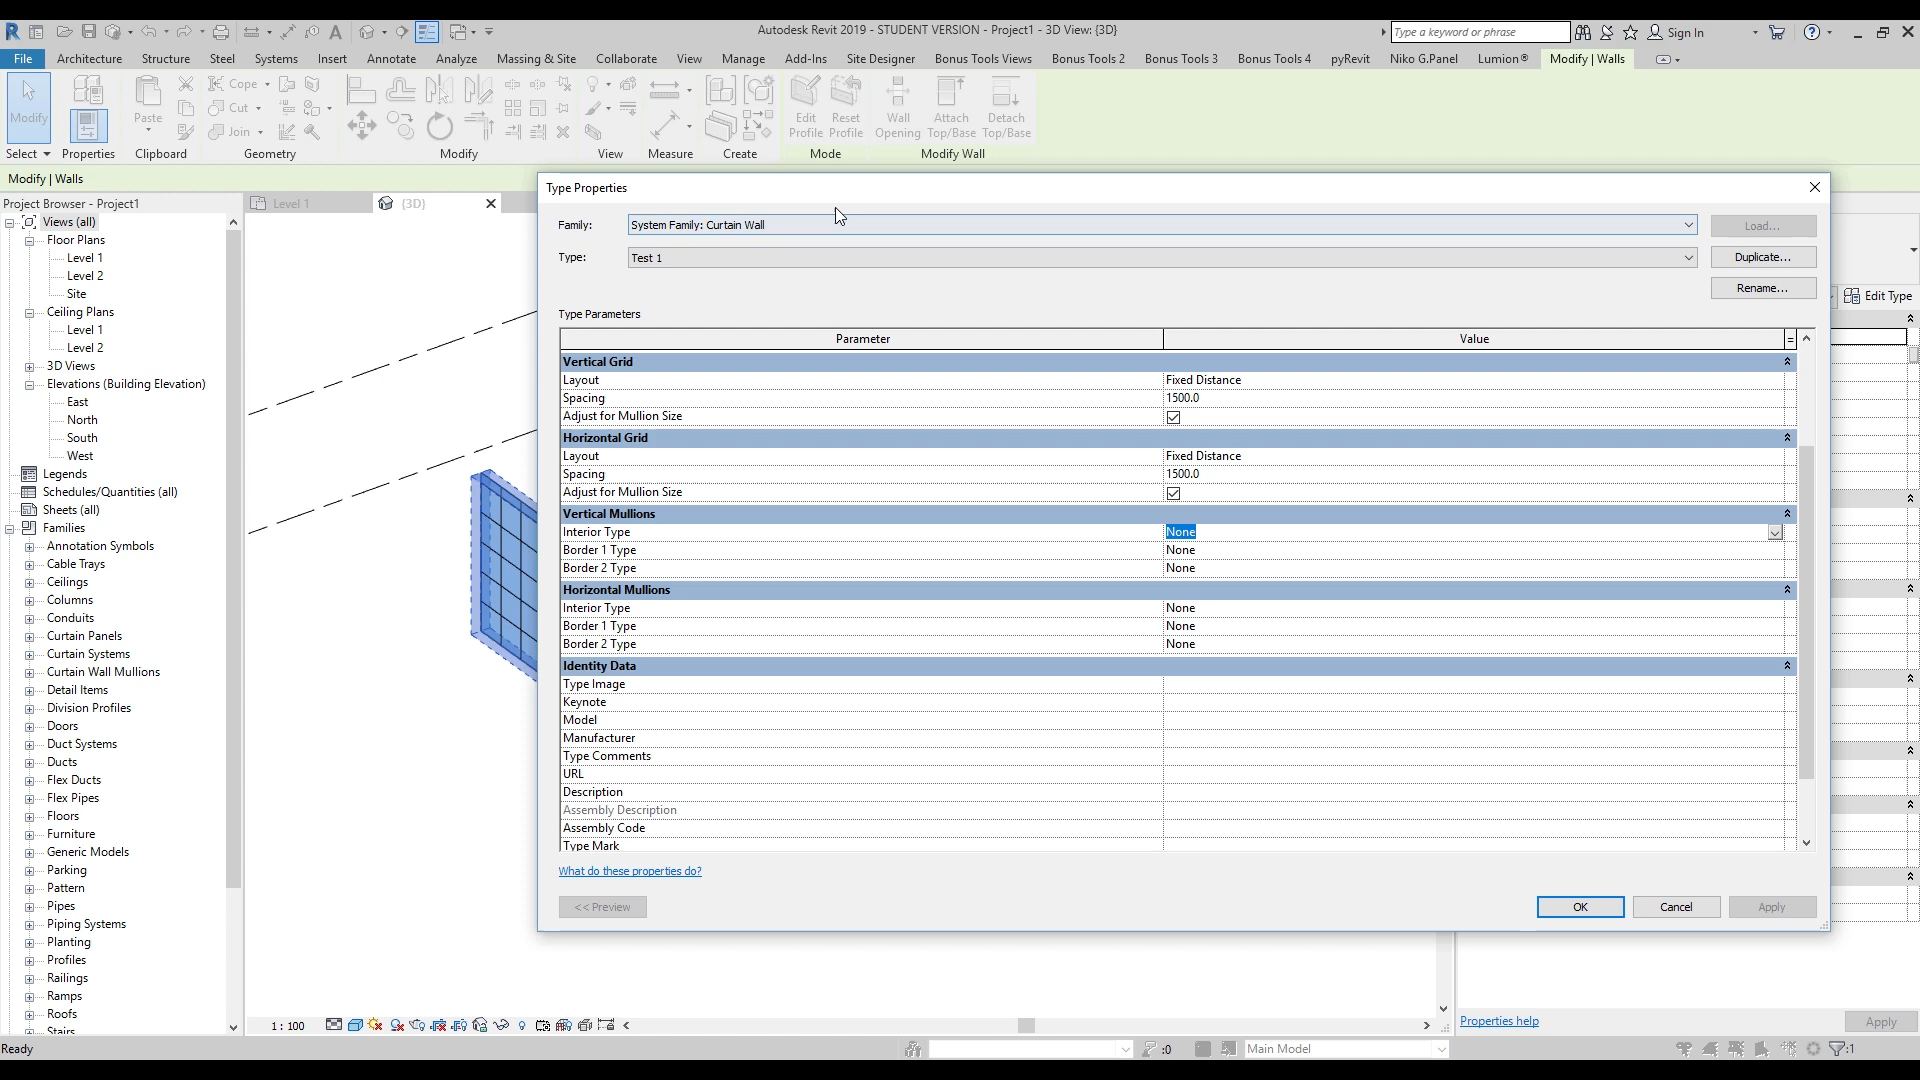 Autodesk Revit 2019 - STUDENT VERSION - Project1 - 3D View: {3D}
Type a keyword or phrase
Sign In
File Architecture Structure Steel Systems Insert Annotate Analyze Massing & Site Collaborate View Manage Add-Ins Site Designer Bonus Tools Views Bonus Tools 2 Bonus Tools 3 Bonus Tools 4 pyRevit Niko G.Panel Lumion® Modify | Walls
Modify
Paste
Cope
Cut
Join
Edit Profile
Reset Profile
Wall Opening
Attach Top/Base
Detach Top/Base
Select Properties Clipboard Geometry Modify View Measure Create Mode Modify Wall
Modify | Walls
Project Browser - Project1
Level 1
{3D}
Views (all)
Floor Plans
Level 1
Level 2
Site
Ceiling Plans
Level 1
Level 2
3D Views
Elevations (Building Elevation)
East
North
South
West
Legends
Schedules/Quantities (all)
Sheets (all)
Families
Annotation Symbols
Cable Trays
Ceilings
Columns
Conduits
Curtain Panels
Curtain Systems
Curtain Wall Mullions
Detail Items
Division Profiles
Doors
Duct Systems
Ducts
Flex Ducts
Flex Pipes
Floors
Furniture
Generic Models
Parking
Pattern
Pipes
Piping Systems
Planting
Profiles
Railings
Ramps
Roofs
Stairs
Type Properties
Family: System Family: Curtain Wall Load...
Type: Test 1 Duplicate...
Rename...
Type Parameters
Parameter Value =
Vertical Grid
Layout Fixed Distance
Spacing 1500.0
Adjust for Mullion Size
Horizontal Grid
Layout Fixed Distance
Spacing 1500.0
Adjust for Mullion Size
Vertical Mullions
Interior Type None
Border 1 Type None
Border 2 Type None
Horizontal Mullions
Interior Type None
Border 1 Type None
Border 2 Type None
Identity Data
Type Image
Keynote
Model
Manufacturer
Type Comments
URL
Description
Assembly Description
Assembly Code
Type Mark
What do these properties do?
<< Preview OK Cancel Apply
Edit Type
1 : 100
Properties help
Apply
Ready
:0
Main Model
:1